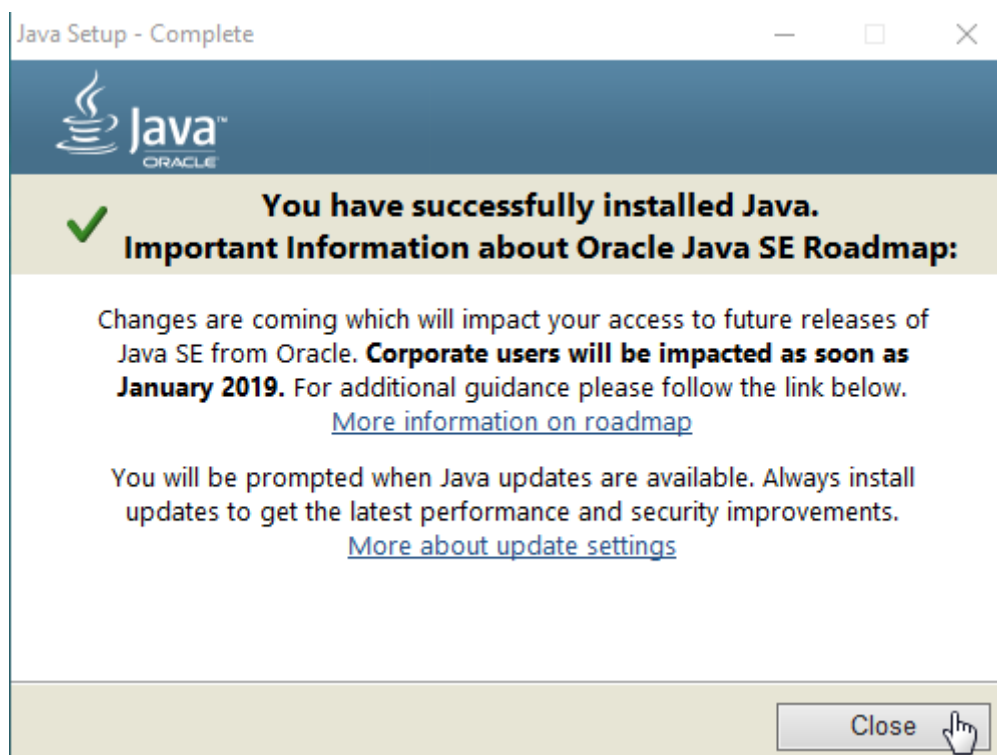 Java Setup - Complete
Java™
ORACLE
You have successfully installed Java.
Important Information about Oracle Java SE Roadmap:
Changes are coming which will impact your access to future releases of
Java SE from Oracle. Corporate users will be impacted as soon as
January 2019. For additional guidance please follow the link below.
More information on roadmap
You will be prompted when Java updates are available. Always install
updates to get the latest performance and security improvements.
More about update settings
Close